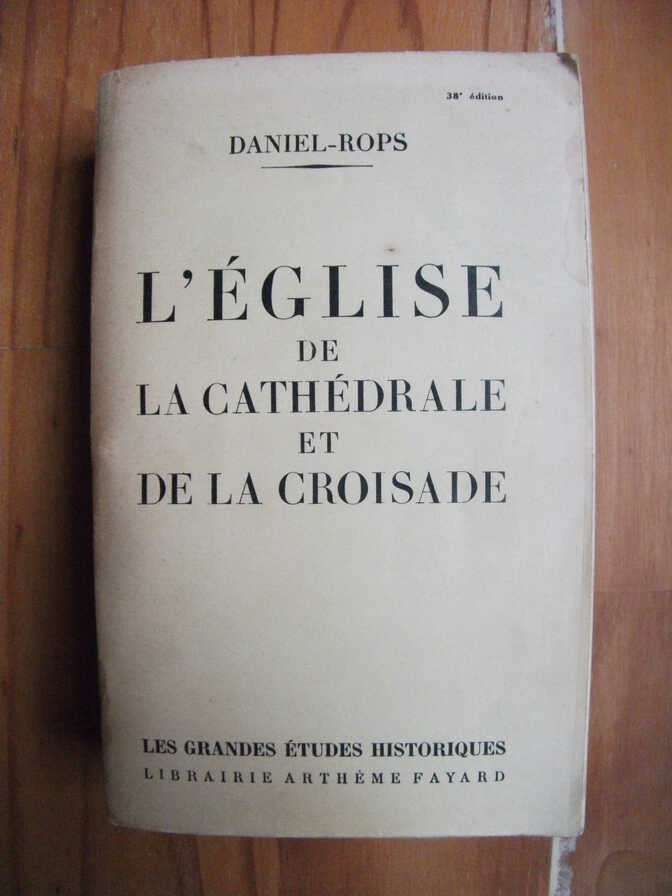 38e édition
DANIEL-ROPS
L'ÉGLISE
DE
LA CATHÉDRALE
ET
DE LA CROISADE
LES GRANDES ÉTUDES HISTORIQUES
LIBRAIRIE ARTHÈME FAYARD